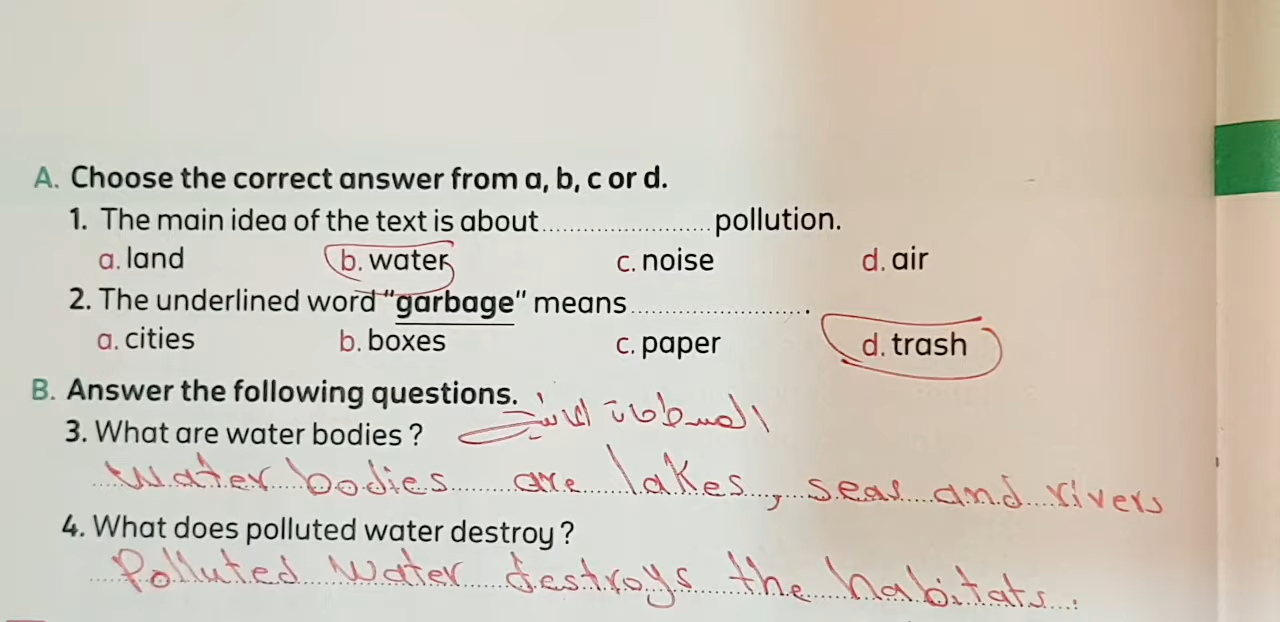 A. Choose the correct answer from a, b, c or d.
1. The main idea of the text is about ........................ pollution.
a. land b. water c. noise d. air
2. The underlined word "garbage" means ........................ .
a. cities b. boxes c. paper d. trash
B. Answer the following questions.
المسطحات المائية
3. What are water bodies ?
Water bodies are lakes, seas and rivers
4. What does polluted water destroy ?
Polluted water destroys the habitats.